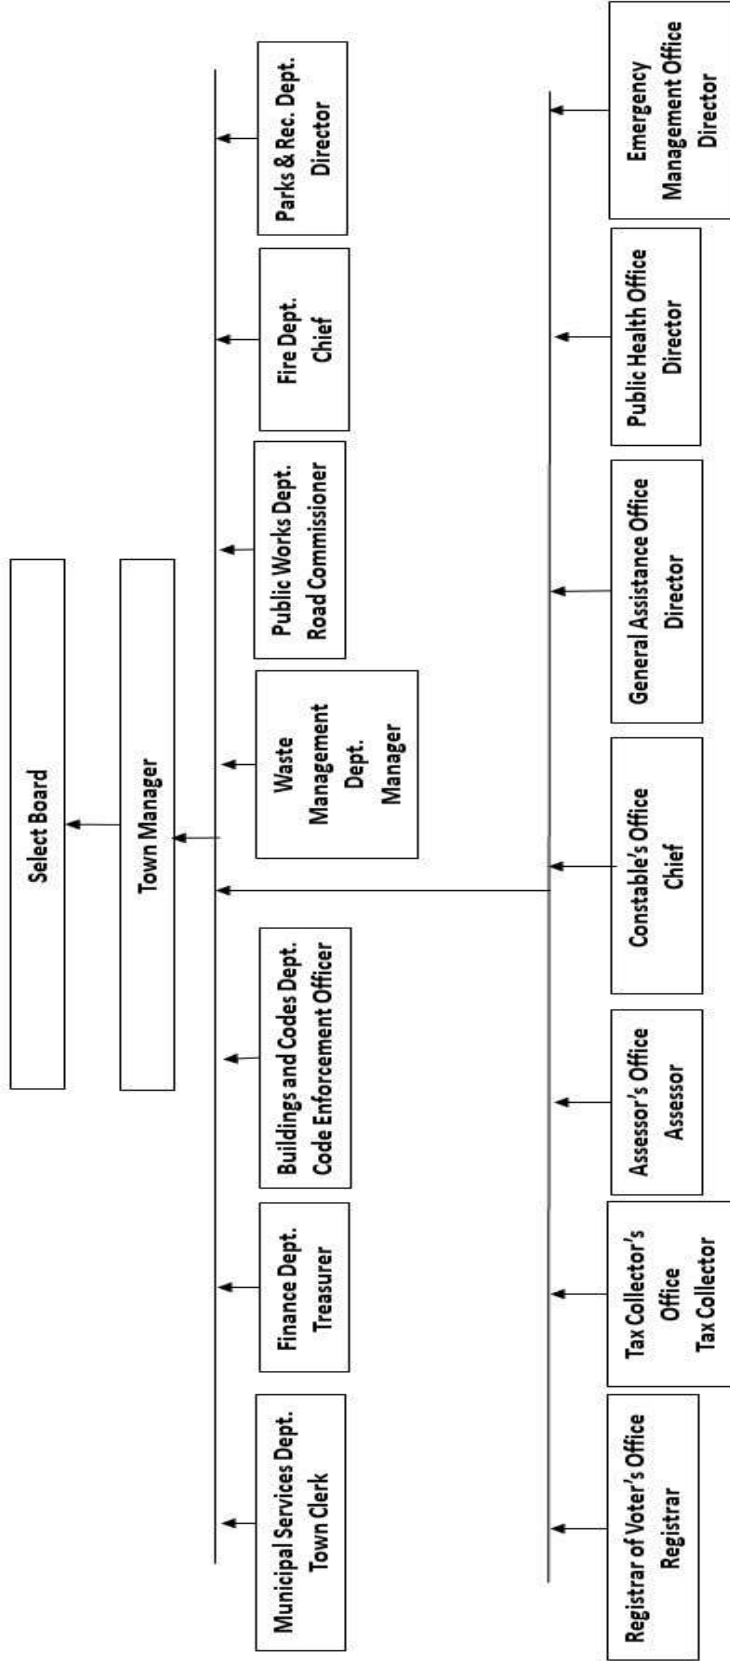 Select Board
Town Manager
Municipal Services Dept.
Town Clerk
Finance Dept.
Treasurer
Buildings and Codes Dept.
Code Enforcement Officer
Waste
Management
Dept.
Manager
Public Works Dept.
Road Commissioner
Fire Dept.
Chief
Parks & Rec. Dept.
Director
Registrar of Voter's Office
Registrar
Tax Collector's
Office
Tax Collector
Assessor's Office
Assessor
Constable's Office
Chief
General Assistance Office
Director
Public Health Office
Director
Emergency
Management Office
Director